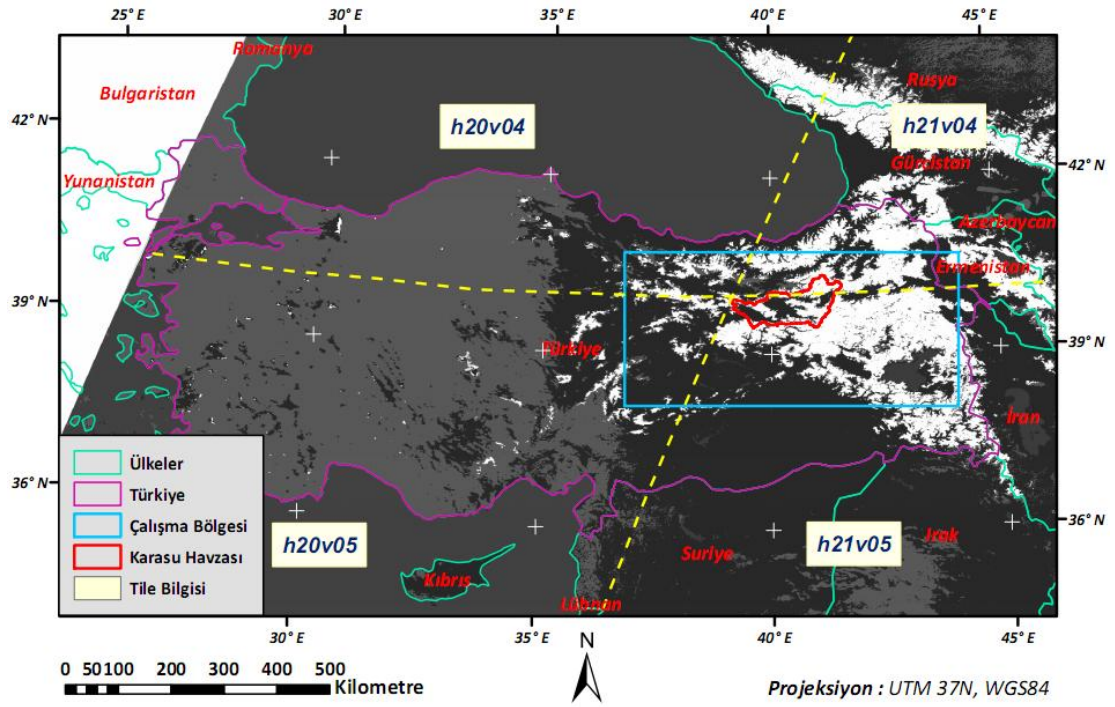 25° E 30° E 35° E 40° E 45° E
Romanya
Rusya
Bulgaristan
42° N
h20v04
h21v04
42° N
Gürcistan
Yunanistan
Azerbaycan
Ermenistan
39° N
39° N
Türkiye
İran
Ülkeler
Türkiye
Çalışma Bölgesi
Karasu Havzası
Tile Bilgisi
36° N
36° N
h20v05
Suriye
h21v05
Irak
Kıbrıs
Lübnan
30° E 35° E 40° E 45° E
N
0 50 100 200 300 400 500
Kilometre
Projeksiyon : UTM 37N, WGS84